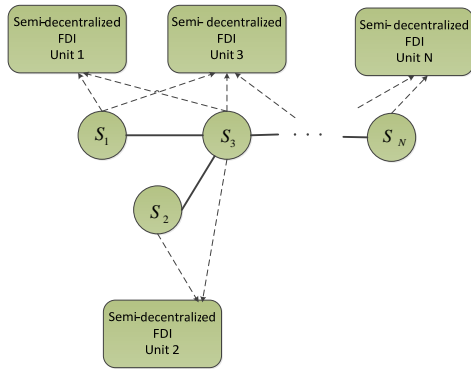 Semi-decentralized
FDI
Unit 1
Semi-decentralized
FDI
Unit 3
Semi-decentralized
FDI
Unit N
S1
S3
. . .
SN
S2
Semi-decentralized
FDI
Unit 2